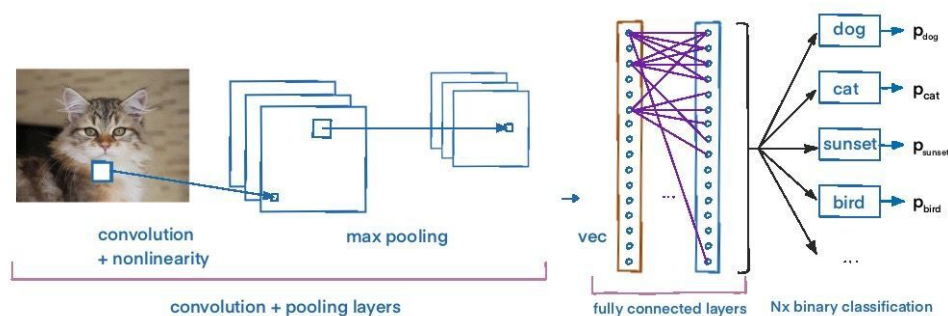 dog
p_dog
cat
p_cat
sunset
p_sunset
bird
p_bird
...
...
convolution
+ nonlinearity
max pooling
vec
convolution + pooling layers
fully connected layers
Nx binary classification